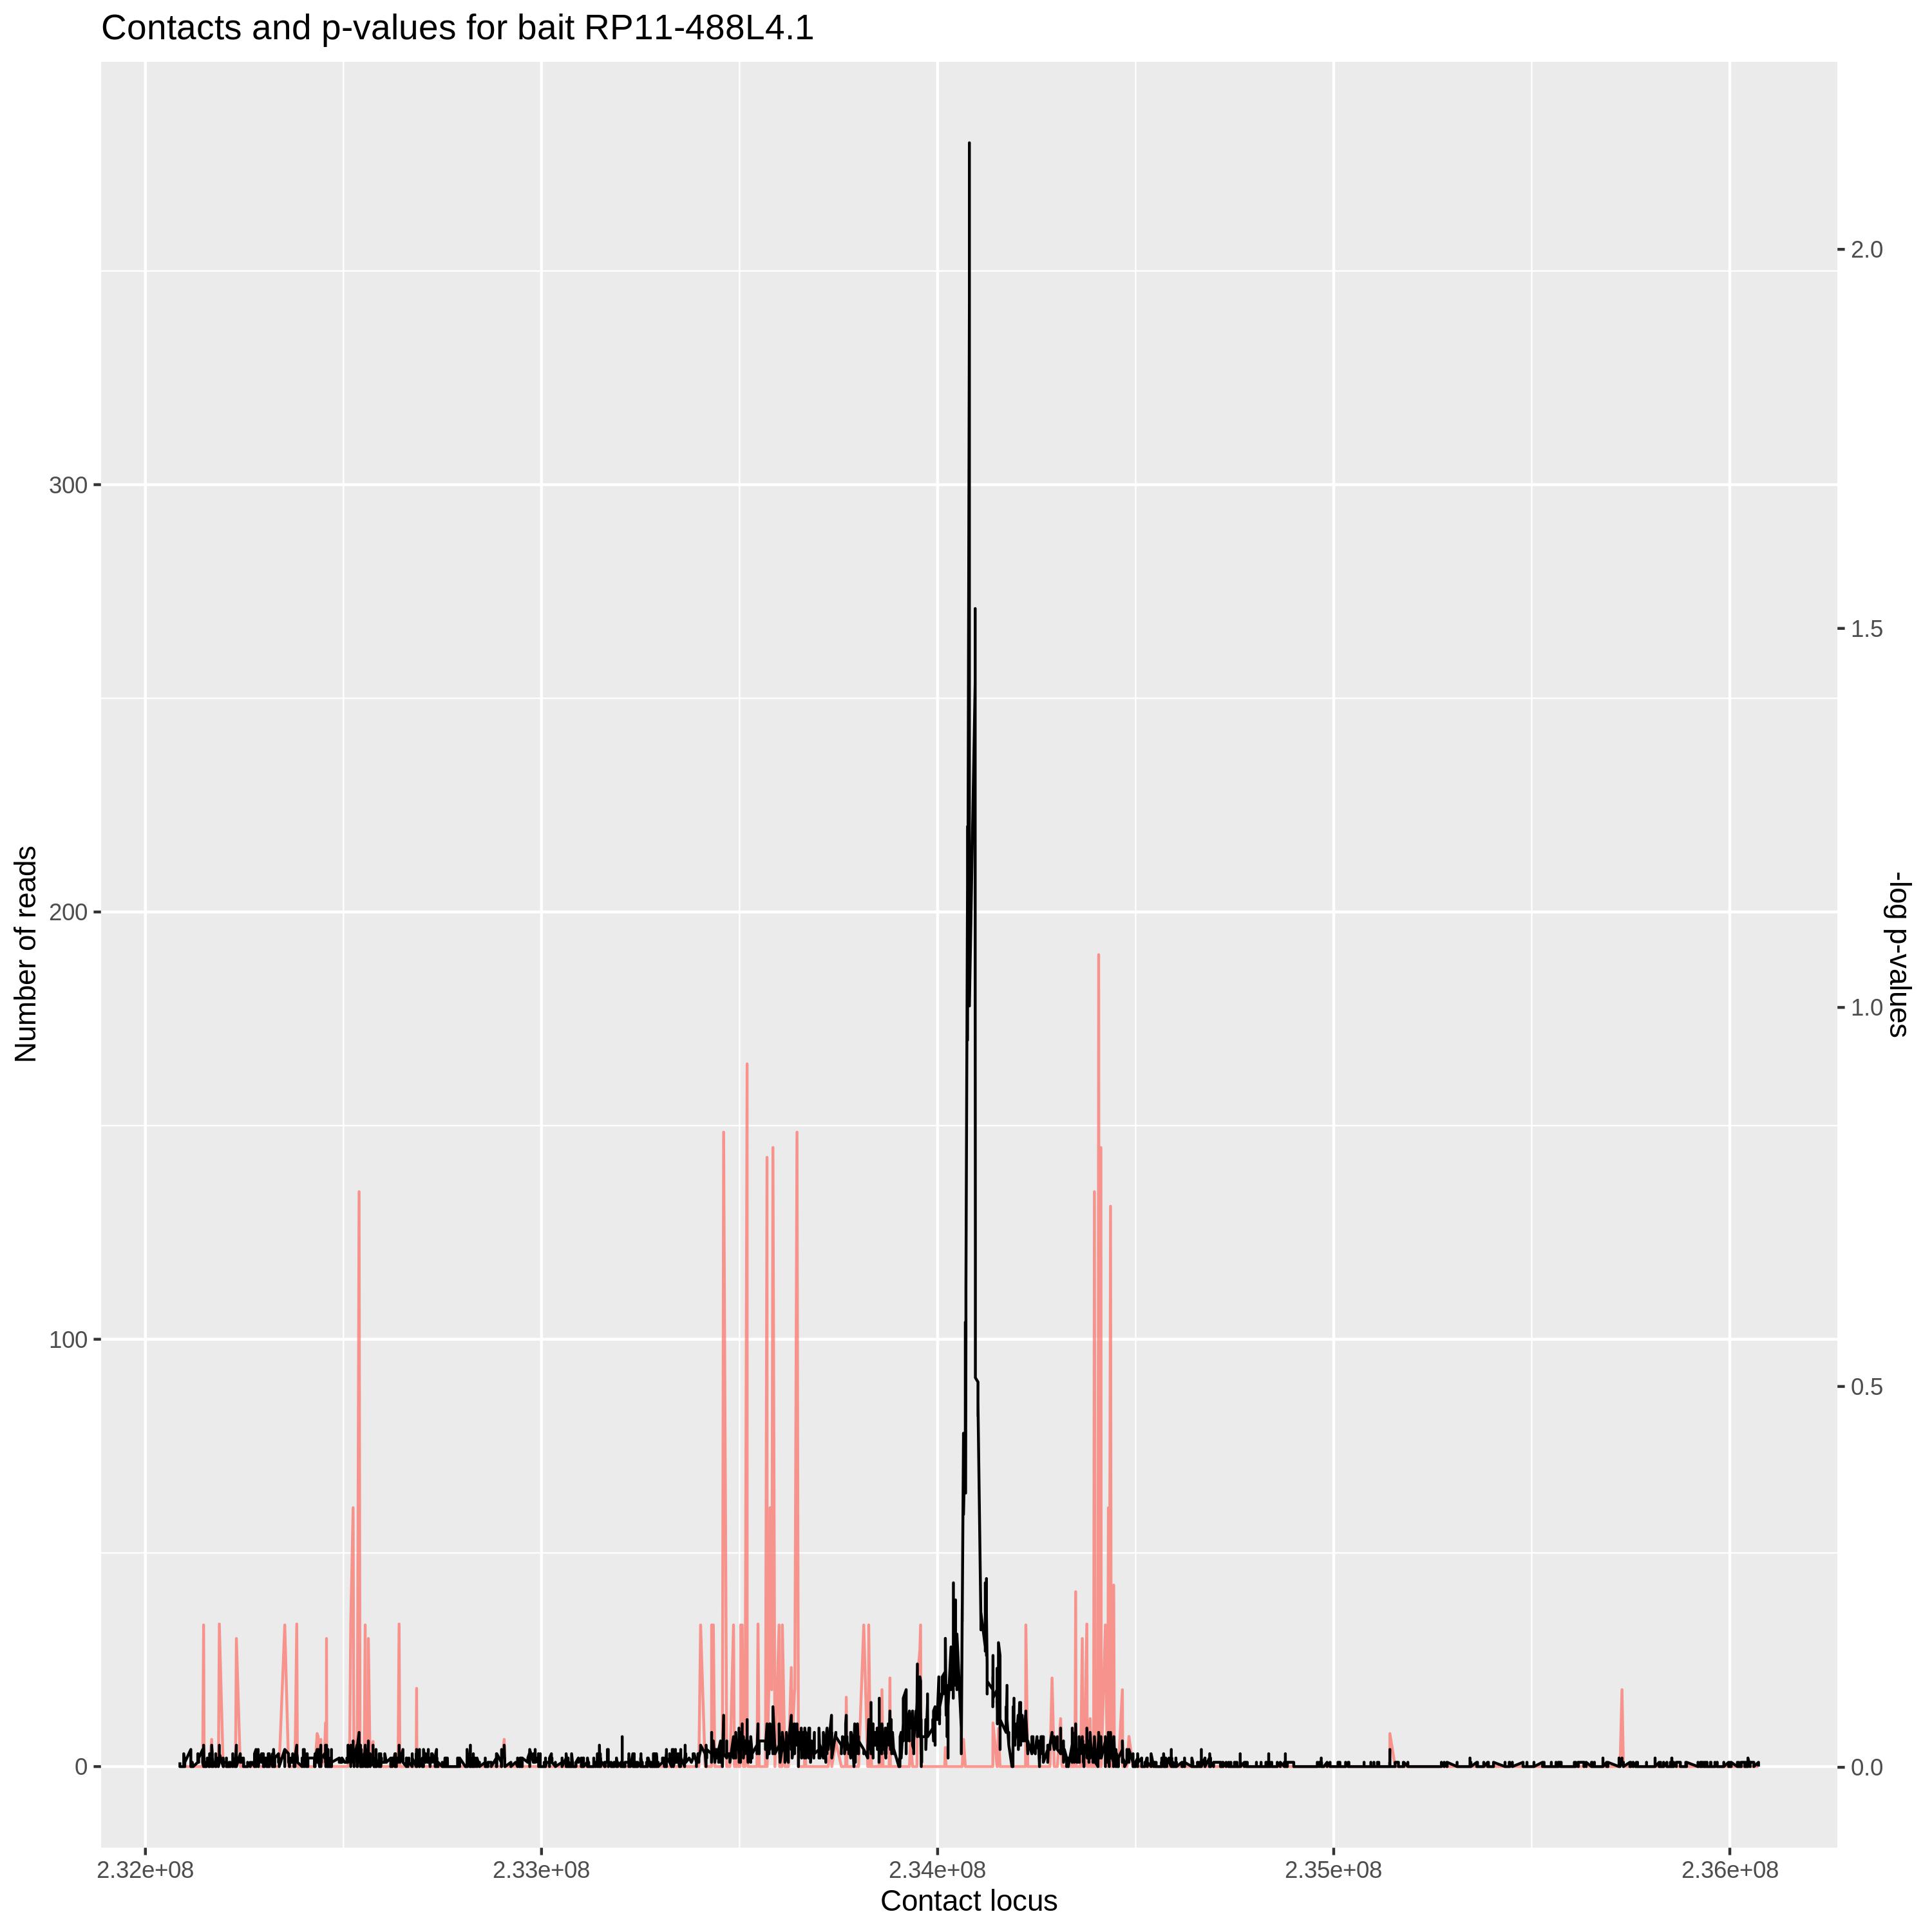 Contacts and p-values for bait RP11-488L4.1
Number of reads
300
200
100
0
2.0
1.5
1.0
0.5
0.0
-log p-values
2.32e+08 2.33e+08 2.34e+08 2.35e+08 2.36e+08
Contact locus